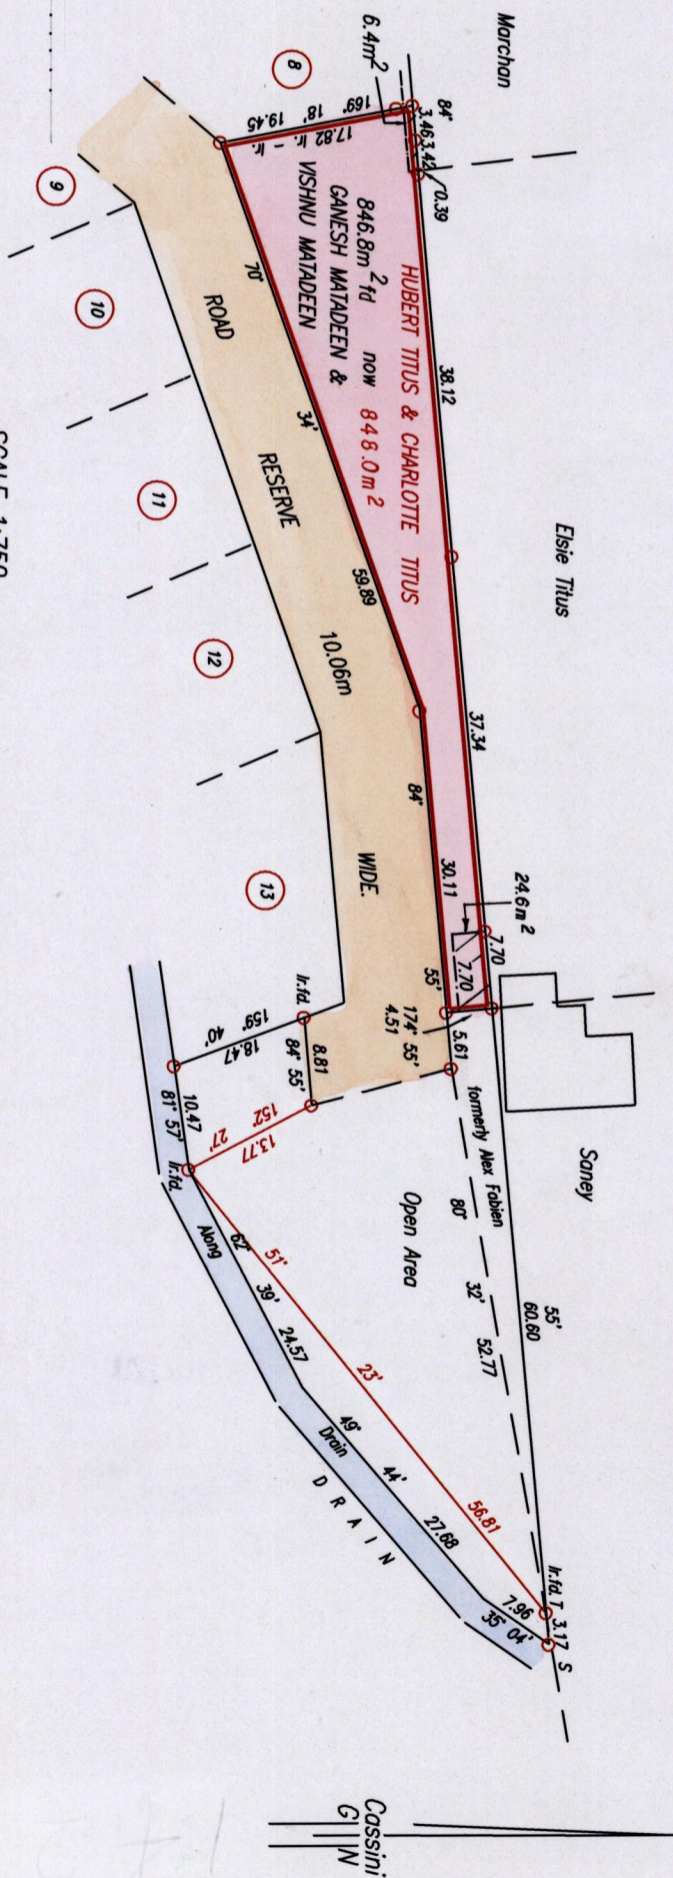 Marchan
Elsie Titus
Saney
8
6.4m²
84°
3.46
3.42
0.39
38.12
37.34
24.6m²
7.70
7.70
169° 18' 19.45
17.82
Ir. - Ir.
HUBERT TITUS & CHARLOTTE TITUS
846.8m² fd now 848.0m²
GANESH MATADEEN &
VISHNU MATADEEN
70° 34' 59.89
84° 55'
30.11
174° 55'
4.51
5.61
formerly Alex Fabien
55'
60.60
80° 32' 52.77
Open Area
ROAD RESERVE 10.06m WIDE.
9
10
11
12
13
Ir.fd.
8.81
84° 55'
159° 40'
18.47
10.47
81° 57'
Ir.fd.
152° 27'
13.77
51° 23' 56.81
62° 39' 24.57
49° 44' 27.68
Along Drain
DRAIN
7.96
35° 04'
Ir.fd.T
3.17
S
SCALE 1:750
Cassini
G N